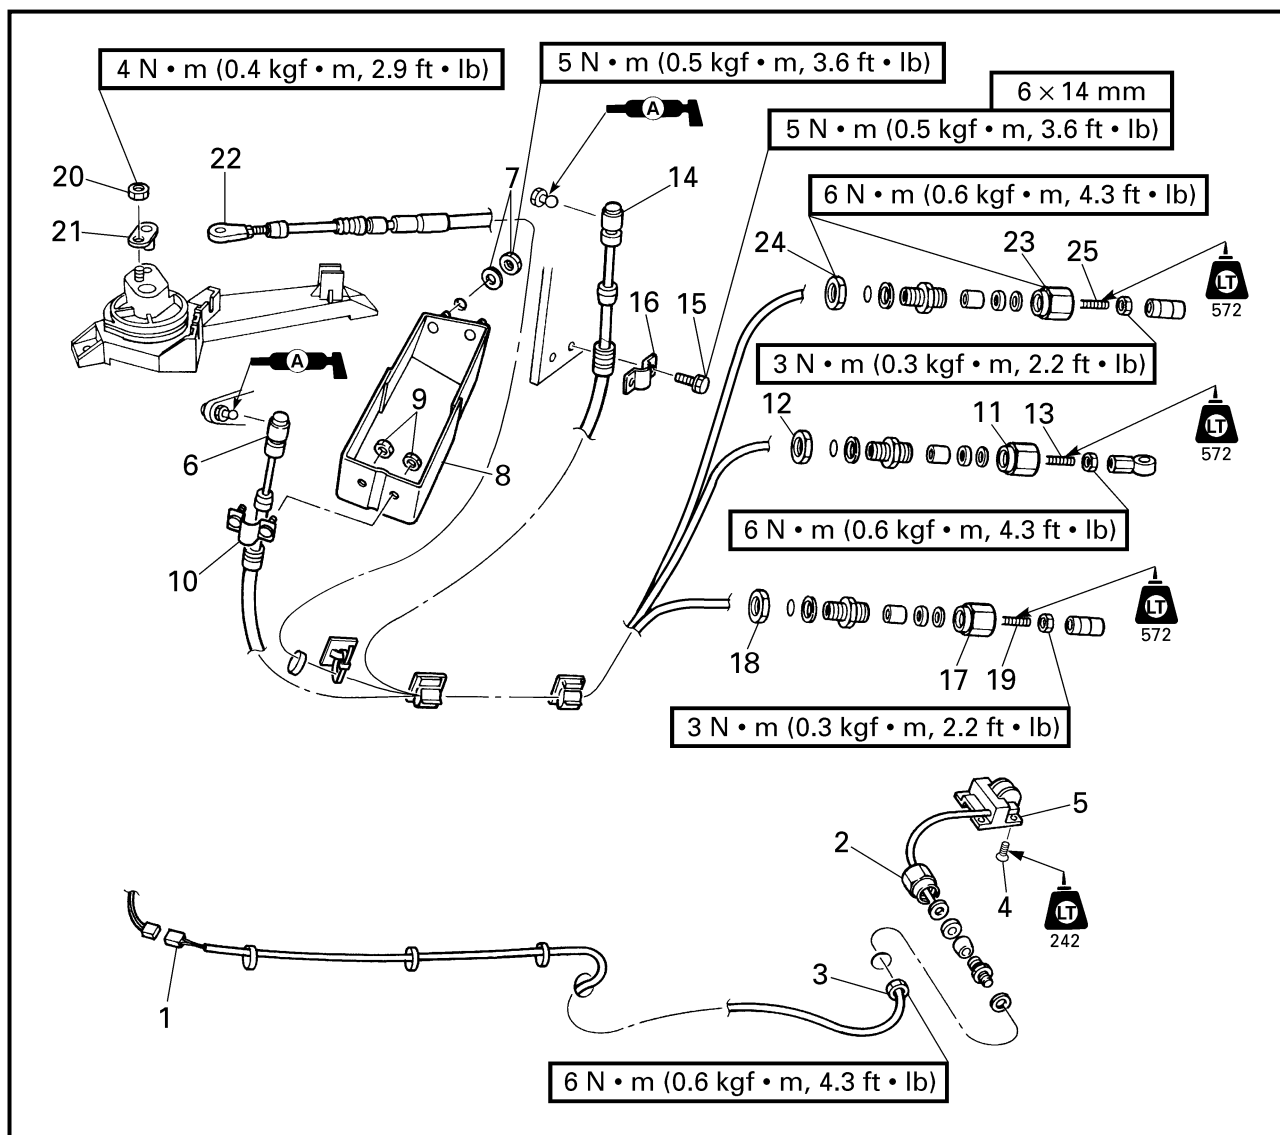 4 N • m (0.4 kgf • m, 2.9 ft • lb)
5 N • m (0.5 kgf • m, 3.6 ft • lb)
6 × 14 mm
5 N • m (0.5 kgf • m, 3.6 ft • lb)
A
22
20
7
14
6 N • m (0.6 kgf • m, 4.3 ft • lb)
21
24
23
25
LT
572
16
15
A
3 N • m (0.3 kgf • m, 2.2 ft • lb)
9
12
11
13
LT
572
6
8
6 N • m (0.6 kgf • m, 4.3 ft • lb)
10
LT
572
18
17
19
3 N • m (0.3 kgf • m, 2.2 ft • lb)
5
2
4
LT
242
3
1
6 N • m (0.6 kgf • m, 4.3 ft • lb)